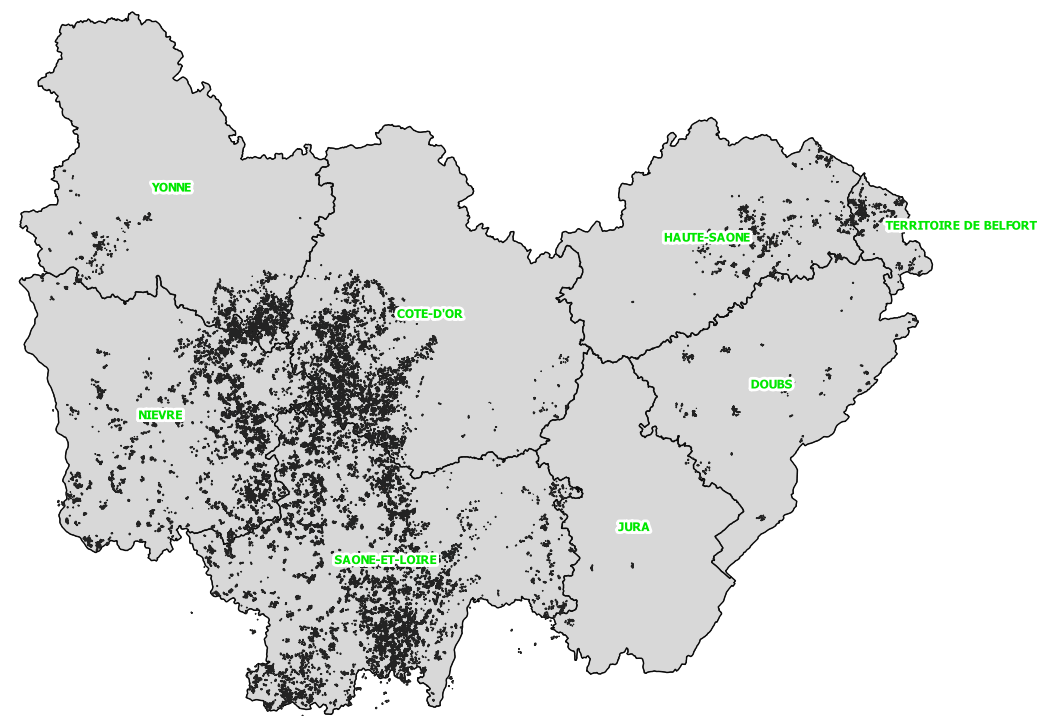 YONNE
TERRITOIRE DE BELFORT
HAUTE-SAONE
COTE-D'OR
DOUBS
NIEVRE
JURA
SAONE-ET-LOIRE